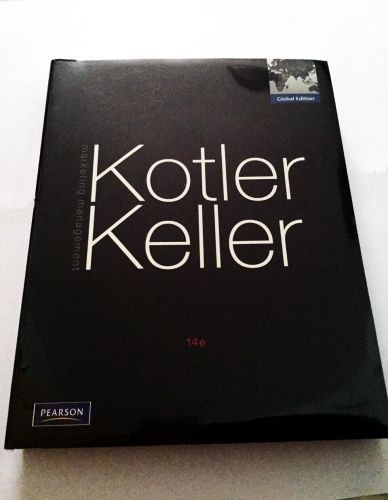 Global Edition
marketing management
Kotler
Keller
14e
PEARSON